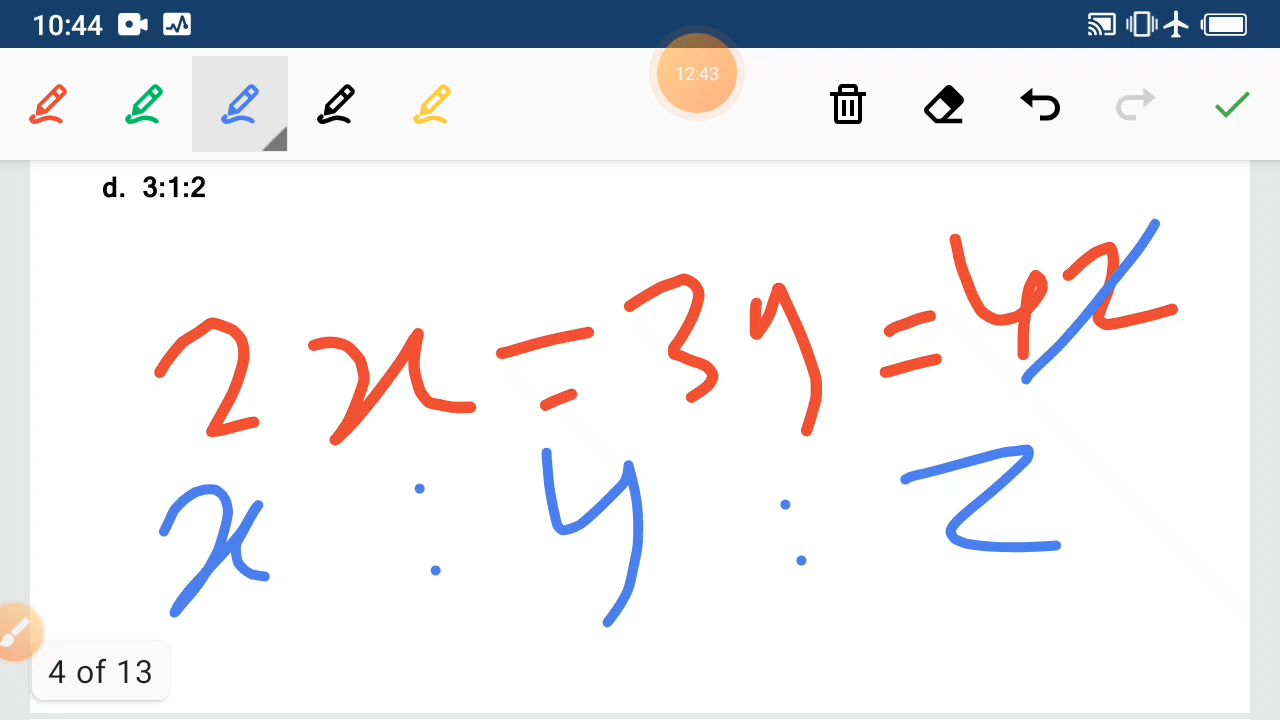 10:44
12:43
d. 3:1:2
2x = 3y = 4z
x : y : z
4 of 13